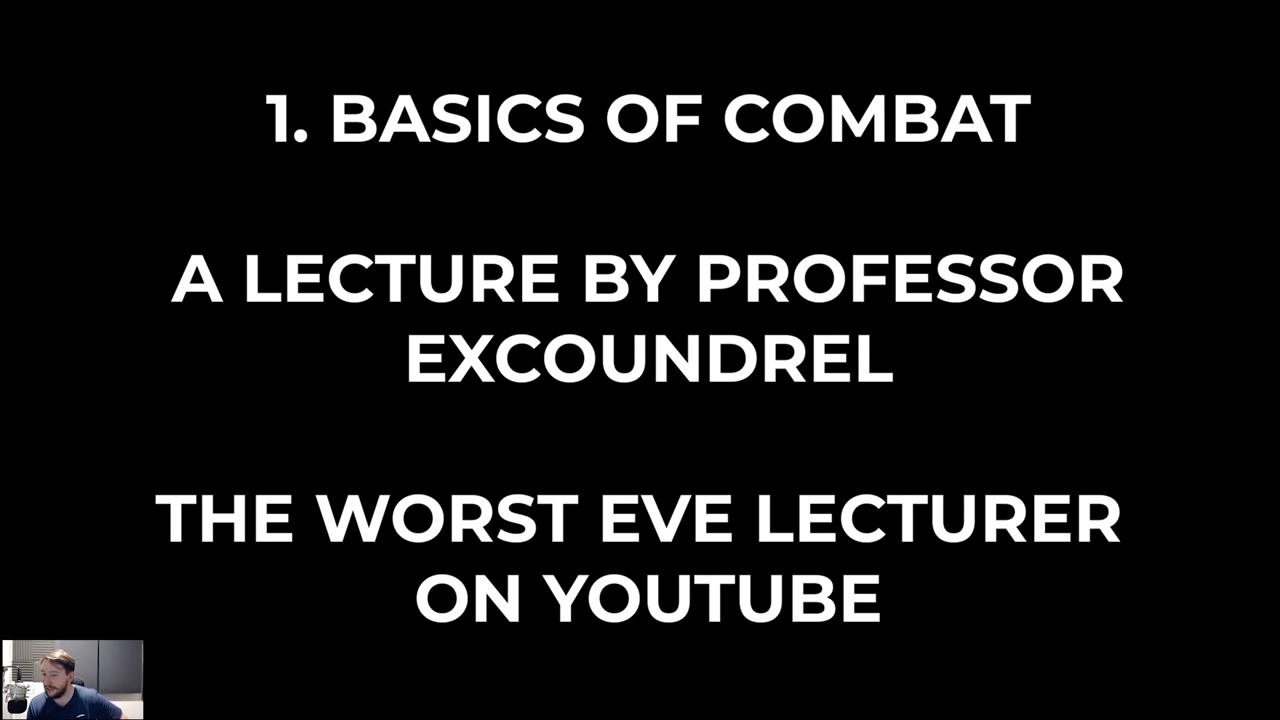 1. BASICS OF COMBAT
A LECTURE BY PROFESSOR
EXCOUNDREL
THE WORST EVE LECTURER
ON YOUTUBE